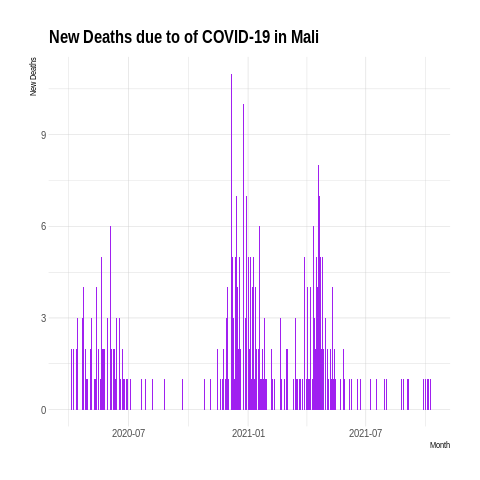 New Deaths due to of COVID-19 in Mali
New Deaths
9
6
3
0
2020-07
2021-01
2021-07
Month